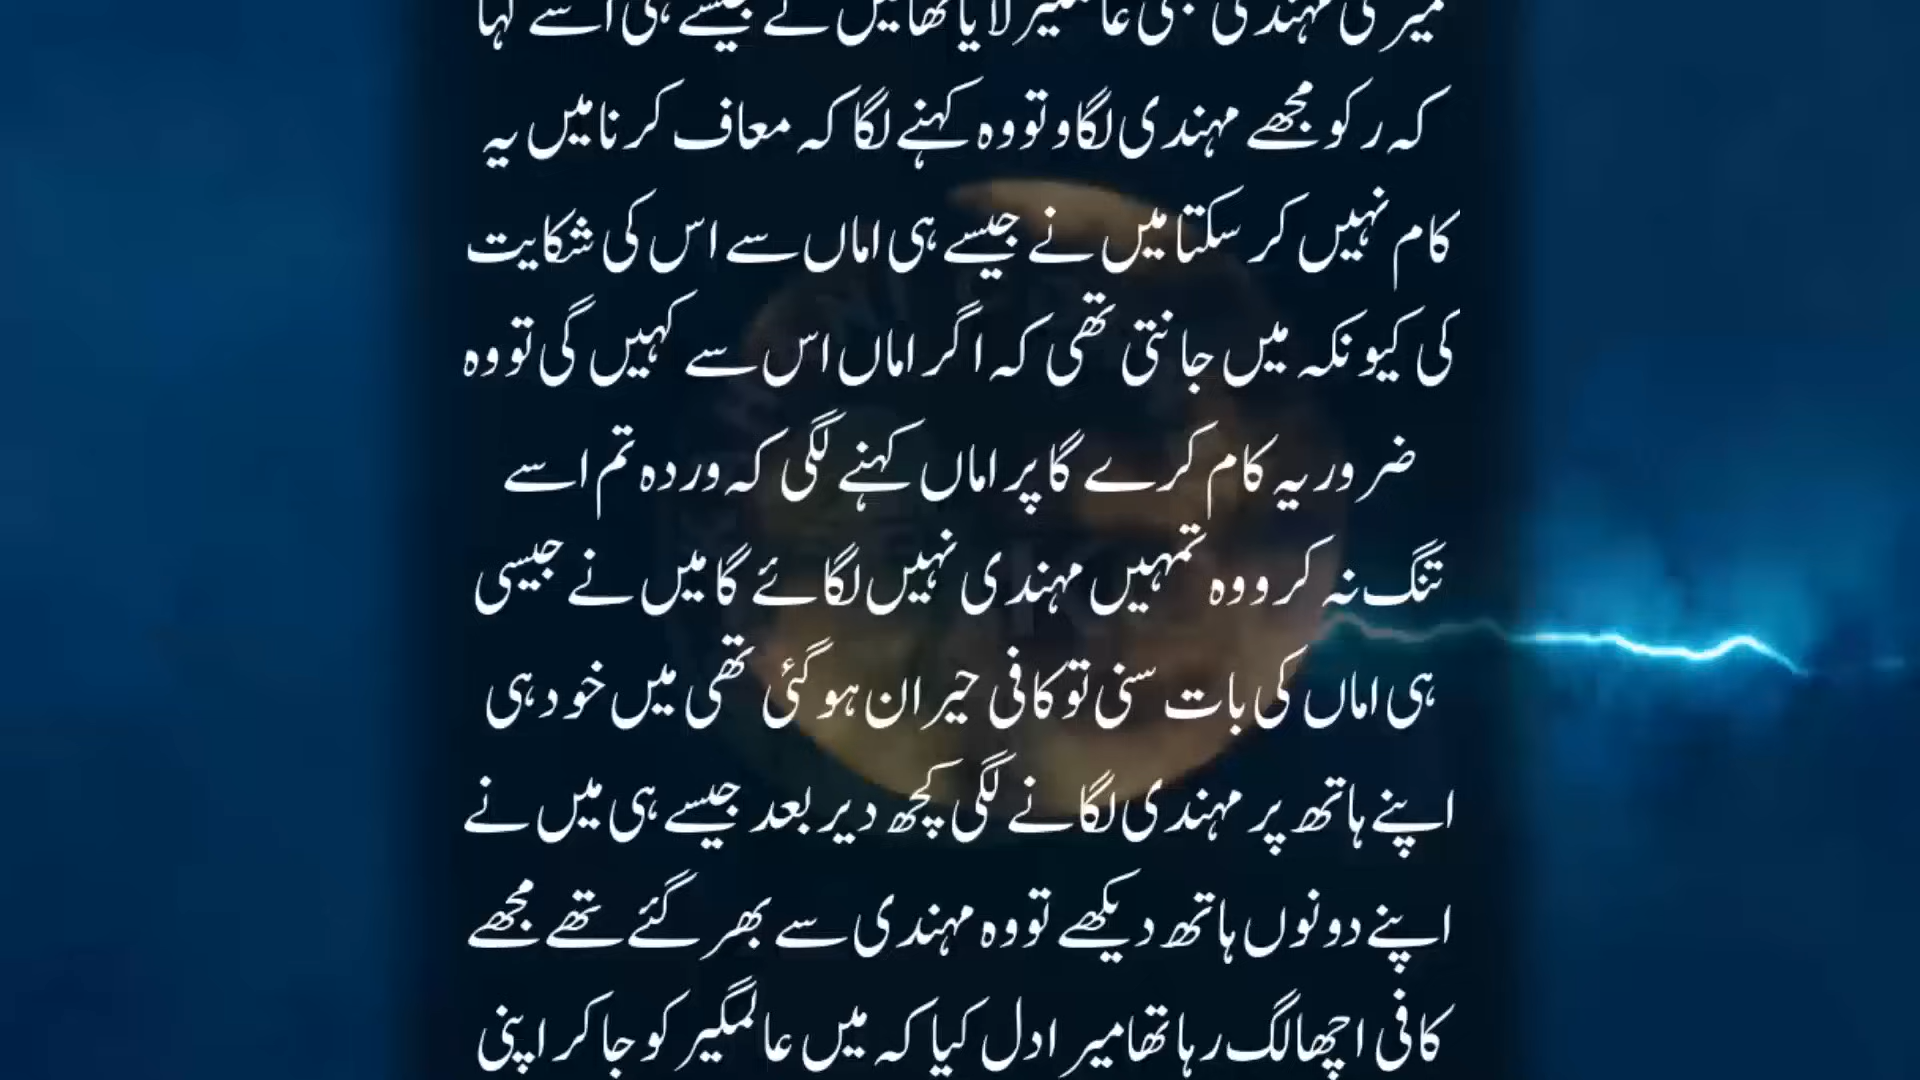 میری مہندی بھی عالمگیر لایا تھا میں نے جیسے ہی اسے کہا
کہ رکو مجھے مہندی لگاو تو وہ کہنے لگا کہ معاف کرنا میں یہ
کام نہیں کر سکتا میں نے جیسے ہی اماں سے اس کی شکایت
کی کیونکہ میں جانتی تھی کہ اگر اماں اس سے کہیں گی تو وہ
ضرور یہ کام کرے گا پر اماں کہنے لگی کہ وردہ تم اسے
تنگ نہ کرو وہ تمہیں مہندی نہیں لگائے گا میں نے جیسی
ہی اماں کی بات سنی تو کافی حیران ہو گئی تھی میں خود ہی
اپنے ہاتھ پر مہندی لگانے لگی کچھ دیر بعد جیسے ہی میں نے
اپنے دونوں ہاتھ دیکھے تو وہ مہندی سے بھر گئے تھے مجھے
کافی اچھا لگ رہا تھا میرا دل کیا کہ میں عالمگیر کو جا کر اپنی